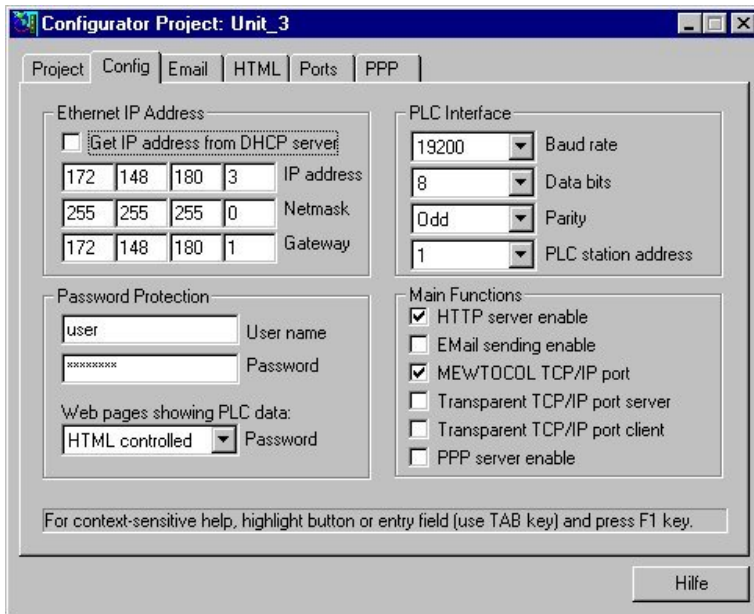 Configurator Project: Unit_3
Project Config Email HTML Ports PPP
Ethernet IP Address
Get IP address from DHCP server
172 148 180 3 IP address
255 255 255 0 Netmask
172 148 180 1 Gateway
PLC Interface
19200 Baud rate
8 Data bits
Odd Parity
1 PLC station address
Password Protection
user User name
xxxxxxxx Password
Web pages showing PLC data:
HTML controlled Password
Main Functions
HTTP server enable
EMail sending enable
MEWTOCOL TCP/IP port
Transparent TCP/IP port server
Transparent TCP/IP port client
PPP server enable
For context-sensitive help, highlight button or entry field (use TAB key) and press F1 key.
Hilfe